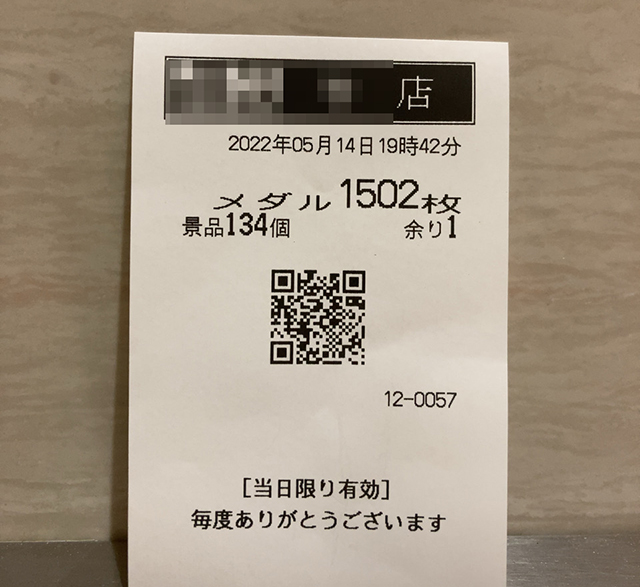 店
2022年05月14日19時42分
メダル1502枚
景品134個 余り1
12-0057
[当日限り有効]
毎度ありがとうございます